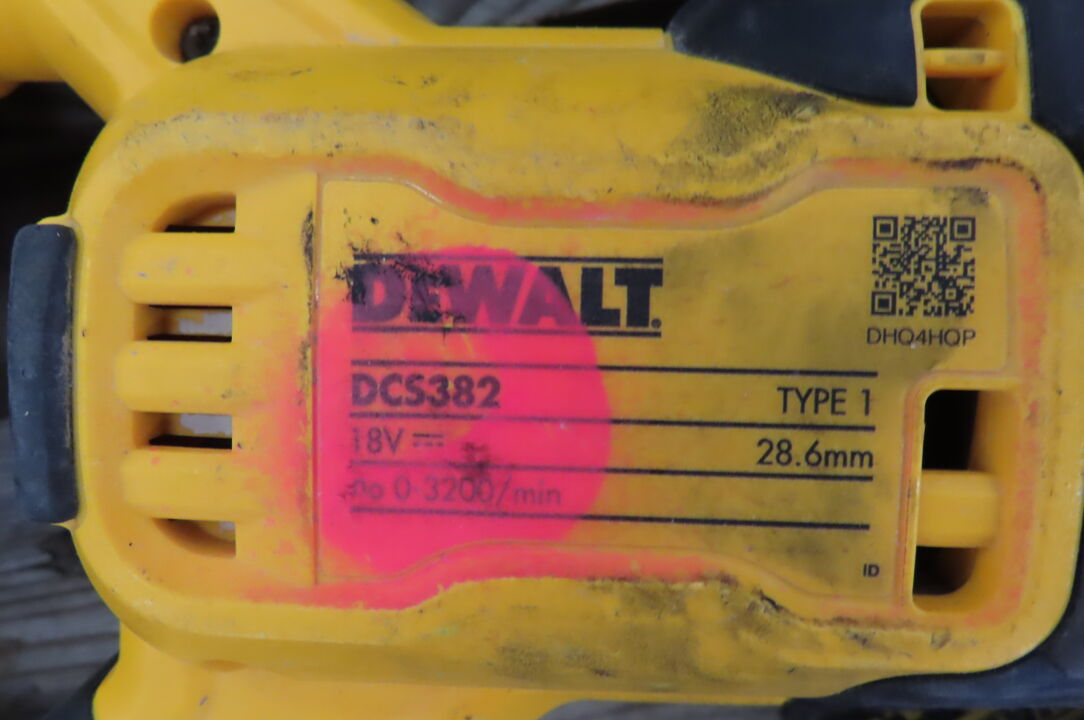 DEWALT
DHQ4HQP
DCS382 TYPE 1
18V ⎓ 28.6mm
n₀ 0-3200/min
ID